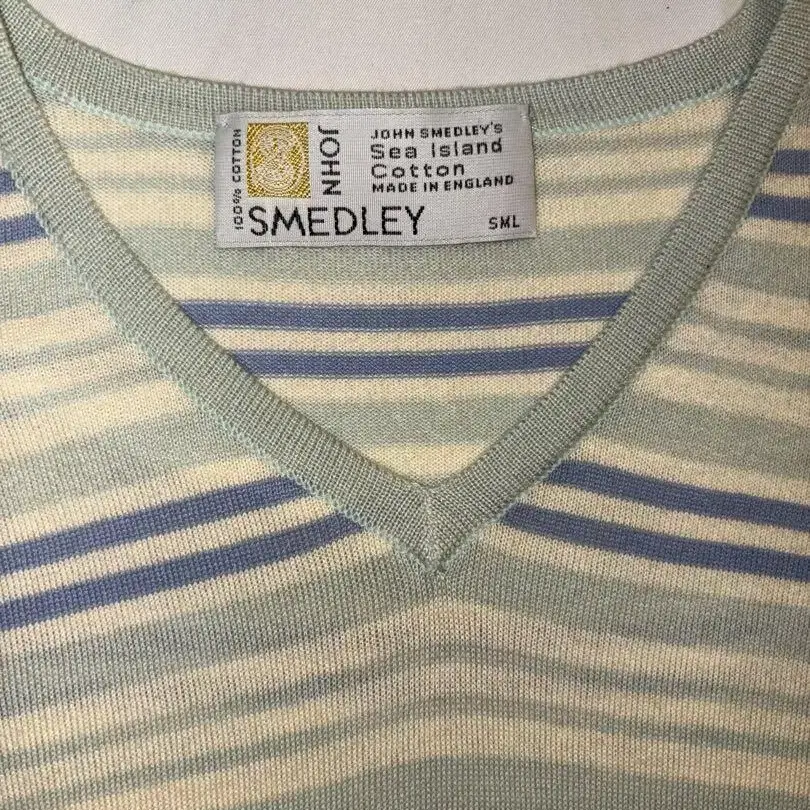 100% COTTON
JOHN
SMEDLEY
JOHN SMEDLEY'S
Sea Island
Cotton
MADE IN ENGLAND
SML